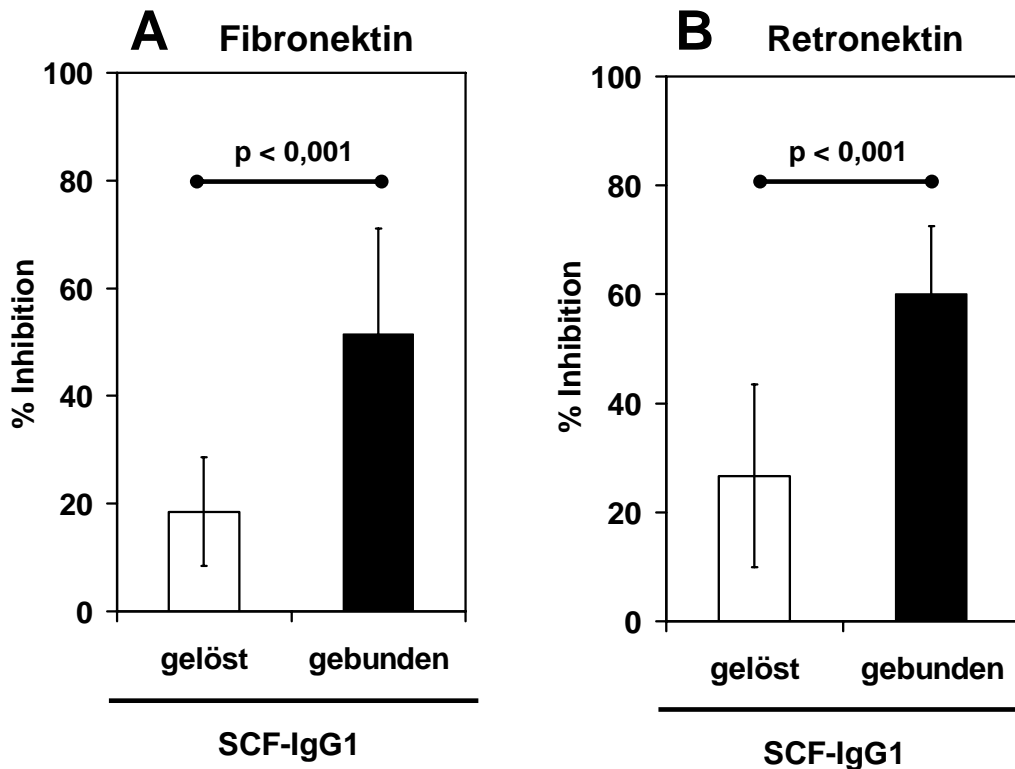 A Fibronektin
% Inhibition
100
80
60
40
20
0
p < 0,001
gelöst gebunden
SCF-IgG1
B Retronektin
% Inhibition
100
80
60
40
20
0
p < 0,001
gelöst gebunden
SCF-IgG1